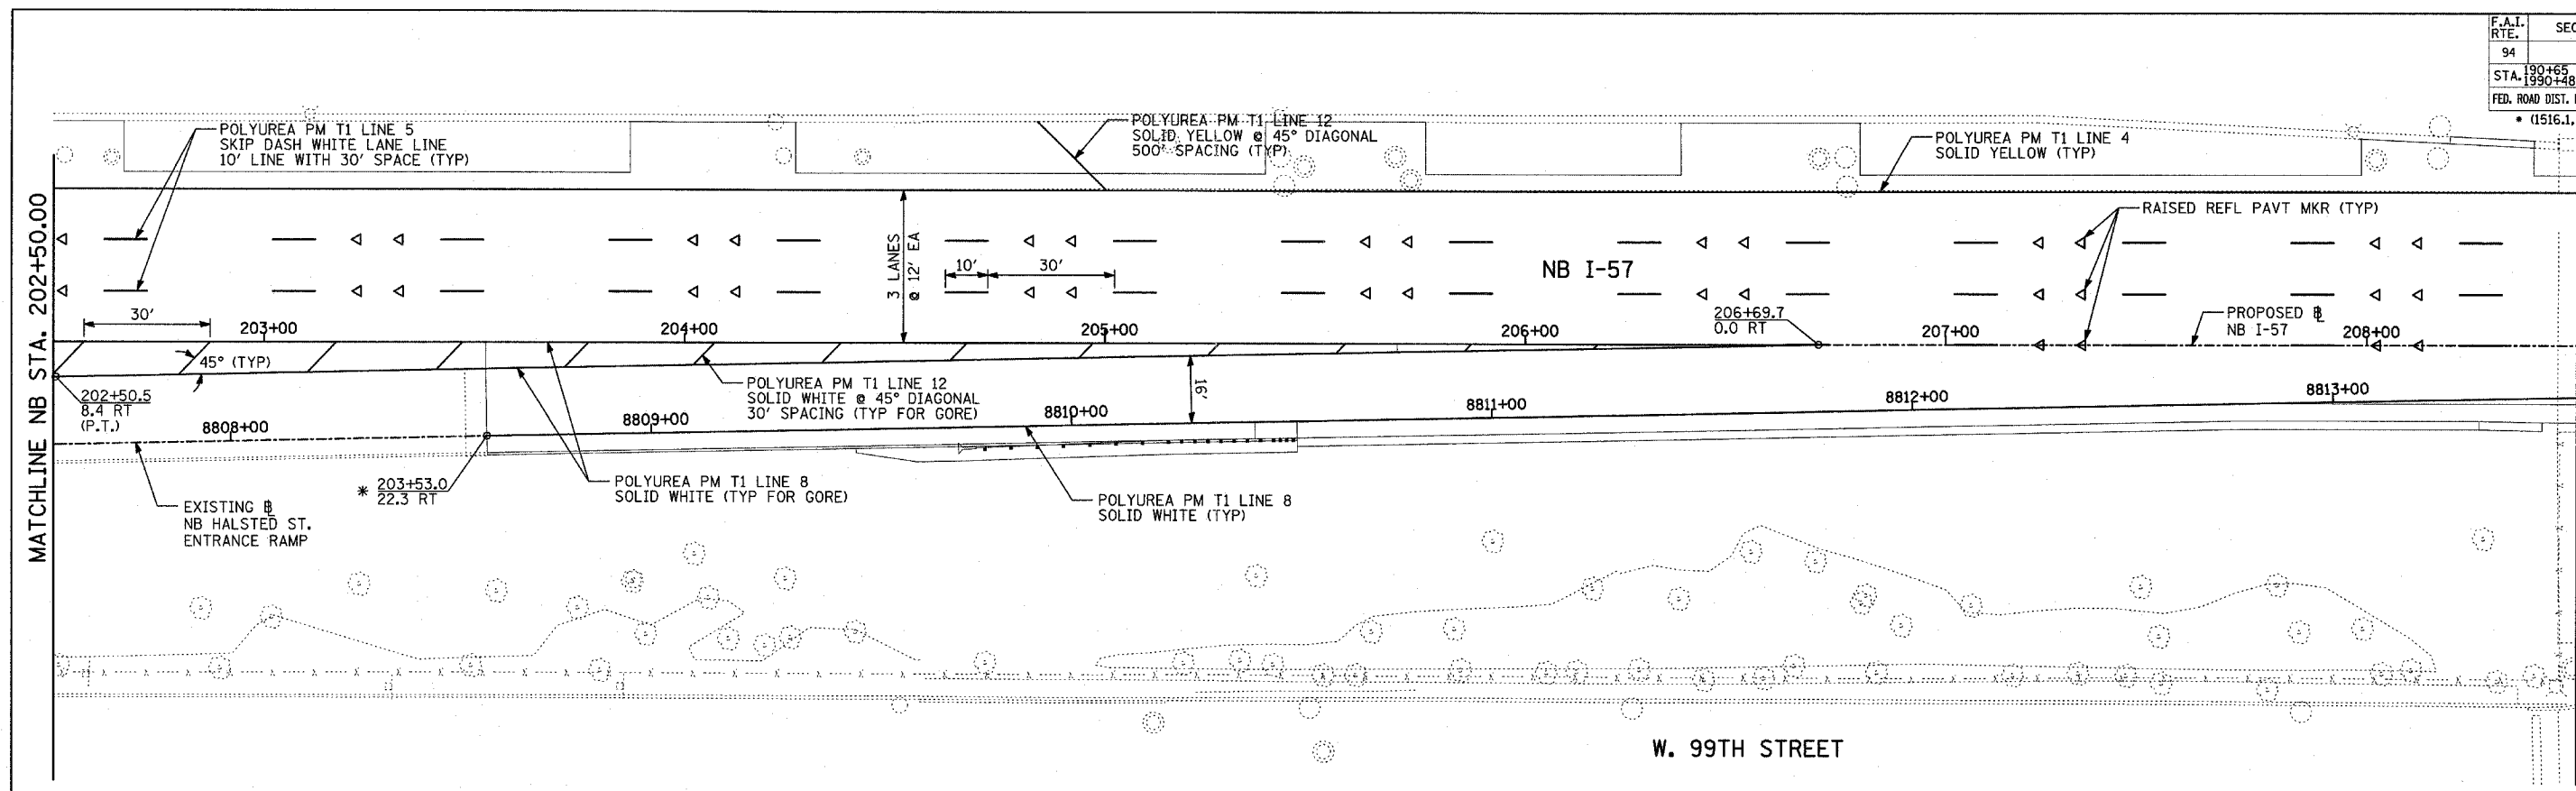 F.A.I.
RTE.
SEC
94
STA. 190+65
1990+48
FED. ROAD DIST.
* (1516.1,
POLYUREA PM T1 LINE 5
SKIP DASH WHITE LANE LINE
10' LINE WITH 30' SPACE (TYP)
POLYUREA PM T1 LINE 12
SOLID YELLOW @ 45° DIAGONAL
500' SPACING (TYP)
POLYUREA PM T1 LINE 4
SOLID YELLOW (TYP)
RAISED REFL PAVT MKR (TYP)
MATCHLINE NB STA. 202+50.00
3 LANES
@ 12' EA
10'
30'
NB I-57
30'
203+00
204+00
205+00
206+00
206+69.7
0.0 RT
207+00
PROPOSED ℄
NB I-57
208+00
45° (TYP)
202+50.5
8.4 RT
(P.T.)
POLYUREA PM T1 LINE 12
SOLID WHITE @ 45° DIAGONAL
30' SPACING (TYP FOR GORE)
16'
8808+00
8809+00
8810+00
8811+00
8812+00
8813+00
* 203+53.0
22.3 RT
POLYUREA PM T1 LINE 8
SOLID WHITE (TYP FOR GORE)
POLYUREA PM T1 LINE 8
SOLID WHITE (TYP)
EXISTING ℄
NB HALSTED ST.
ENTRANCE RAMP
W. 99TH STREET